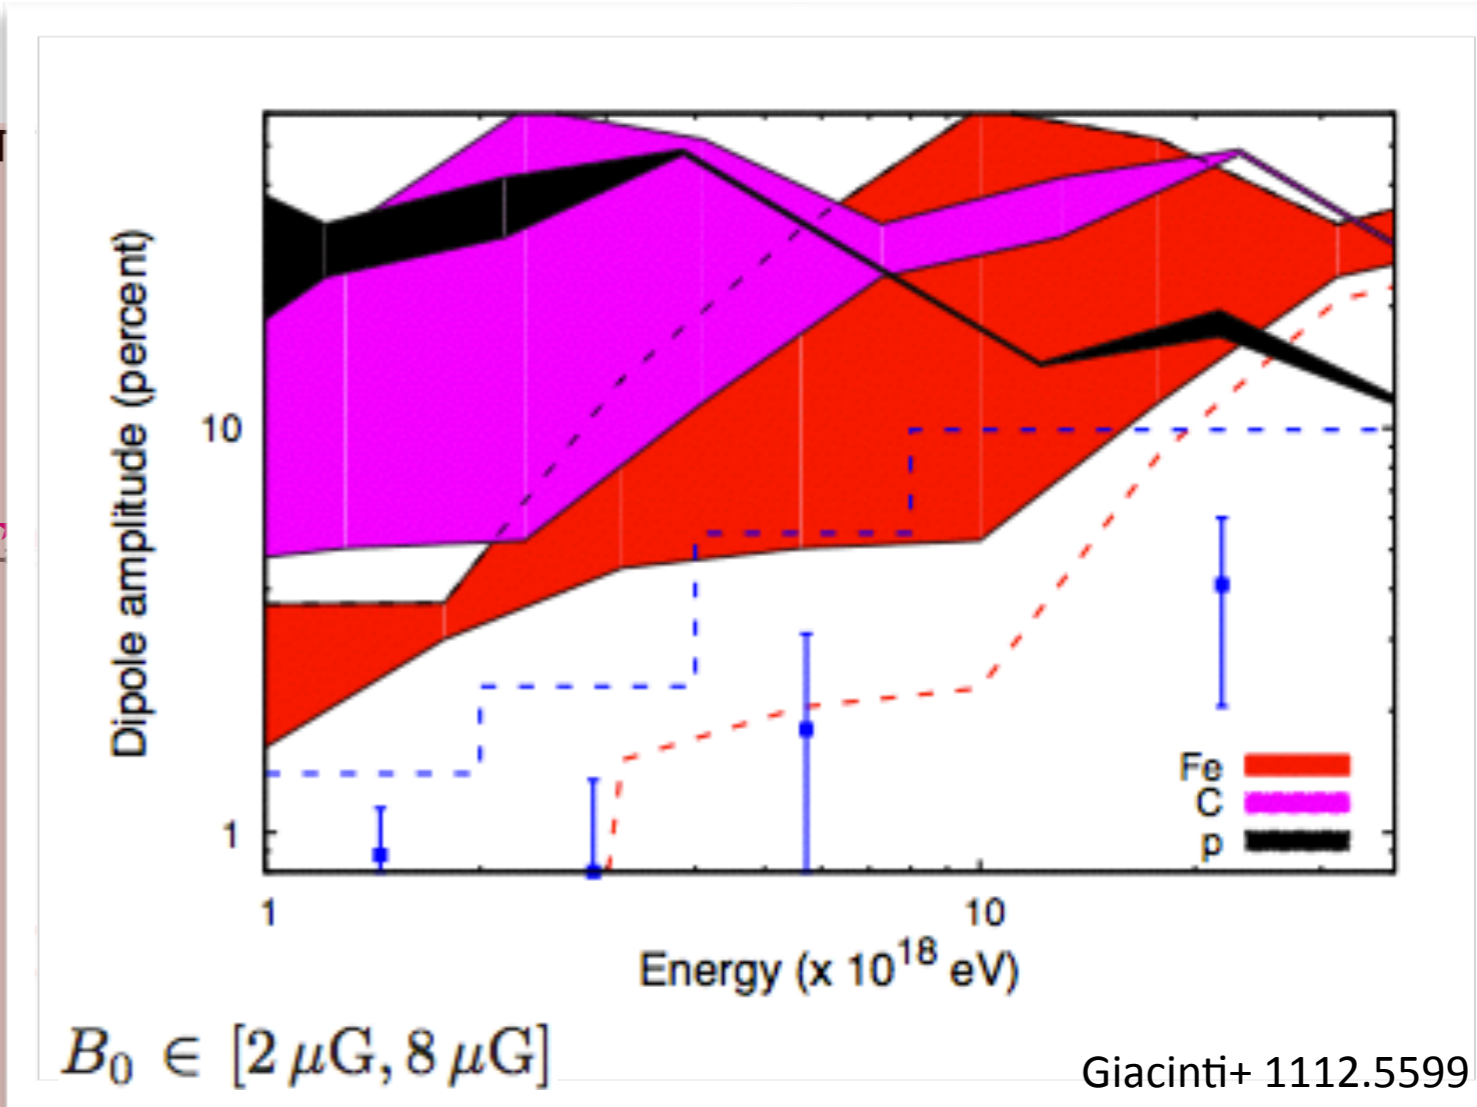 Dipole amplitude (percent)
10
1
Fe
C
p
1
10
Energy (x 10^18 eV)
B_0 ∈ [2 μG, 8 μG]
Giacinti+ 1112.5599